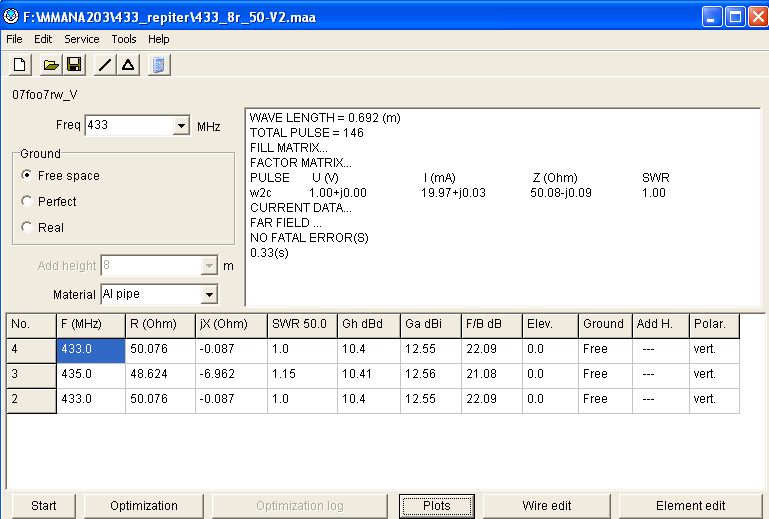 F:\MMANA203\433_repiter\433_8r_50-V2.maa
File Edit Service Tools Help
07foo7rw_V
Freq 433 MHz
Ground
Free space
Perfect
Real
Add height 8 m
Material Al pipe
WAVE LENGTH = 0.692 (m)
TOTAL PULSE = 146
FILL MATRIX...
FACTOR MATRIX...
PULSE U (V) I (mA) Z (Ohm) SWR
w2c 1.00+j0.00 19.97+j0.03 50.08-j0.09 1.00
CURRENT DATA...
FAR FIELD ...
NO FATAL ERROR(S)
0.33(s)
No. F (MHz) R (Ohm) jX (Ohm) SWR 50.0 Gh dBd Ga dBi F/B dB Elev. Ground Add H. Polar.
4 433.0 50.076 -0.087 1.0 10.4 12.55 22.09 0.0 Free --- vert.
3 435.0 48.624 -6.962 1.15 10.41 12.56 21.08 0.0 Free --- vert.
2 433.0 50.076 -0.087 1.0 10.4 12.55 22.09 0.0 Free --- vert.
Start Optimization Optimization log Plots Wire edit Element edit